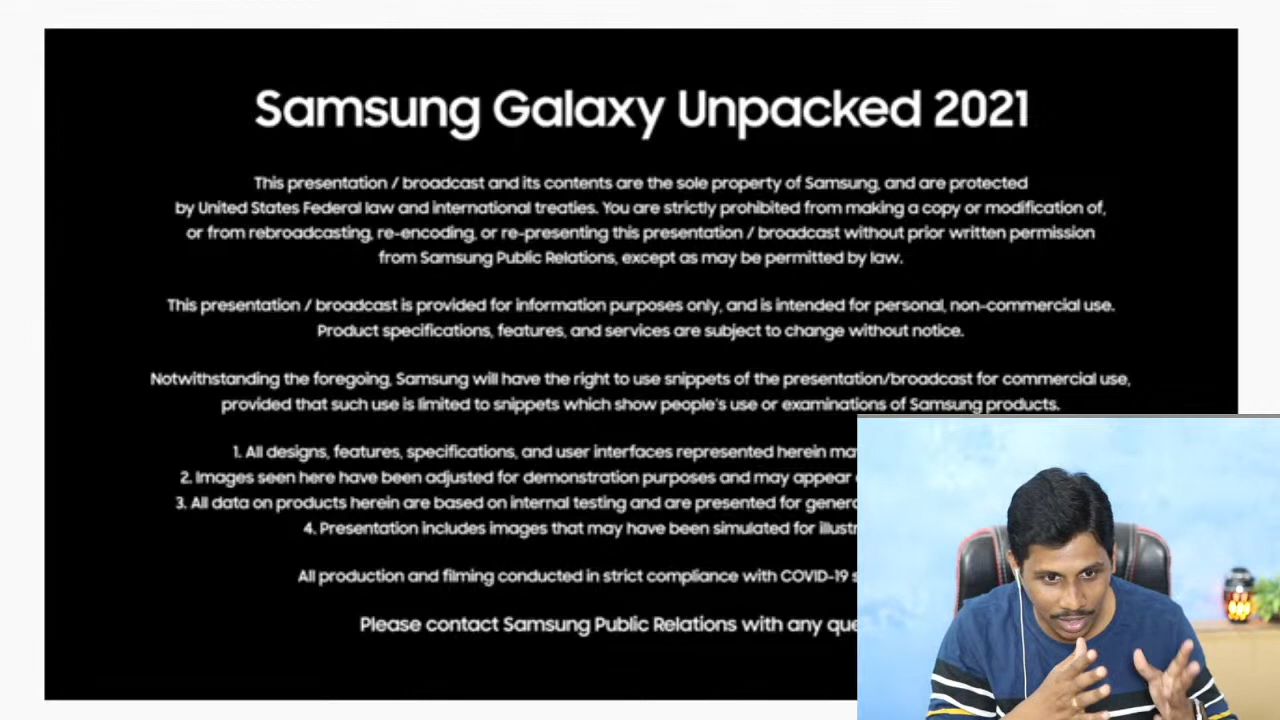 Samsung Galaxy Unpacked 2021
This presentation / broadcast and its contents are the sole property of Samsung, and are protected
by United States Federal law and international treaties. You are strictly prohibited from making a copy or modification of,
or from rebroadcasting, re-encoding, or re-presenting this presentation / broadcast without prior written permission
from Samsung Public Relations, except as may be permitted by law.
This presentation / broadcast is provided for information purposes only, and is intended for personal, non-commercial use.
Product specifications, features, and services are subject to change without notice.
Notwithstanding the foregoing, Samsung will have the right to use snippets of the presentation/broadcast for commercial use,
provided that such use is limited to snippets which show people's use or examinations of Samsung products.
1. All designs, features, specifications, and user interfaces represented herein
2. Images seen here have been adjusted for demonstration purposes and may appear
3. All data on products herein are based on internal testing and are presented for
4. Presentation includes images that may have been simulated for
All production and filming conducted in strict compliance with COVID-19
Please contact Samsung Public Relations with any